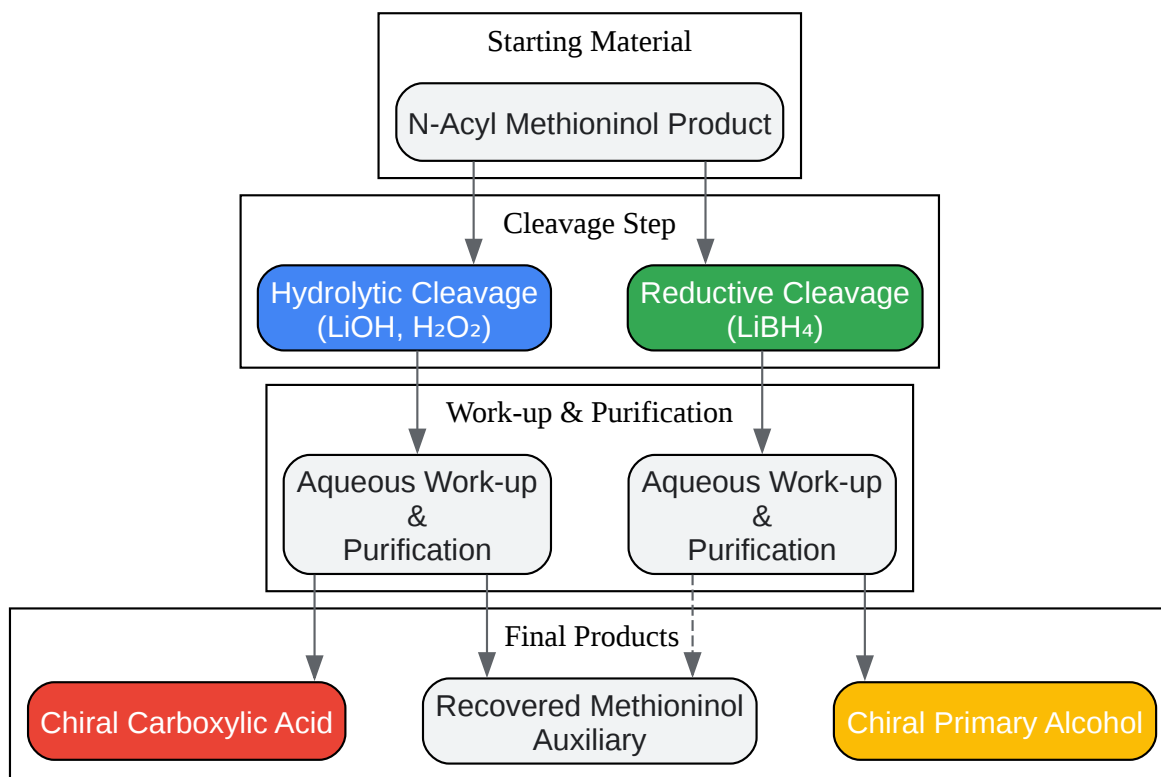 Starting Material
N-Acyl Methioninol Product
Cleavage Step
Hydrolytic Cleavage
(LiOH, H₂O₂)
Reductive Cleavage
(LiBH₄)
Work-up & Purification
Aqueous Work-up
&
Purification
Aqueous Work-up
&
Purification
Final Products
Chiral Carboxylic Acid
Recovered Methioninol
Auxiliary
Chiral Primary Alcohol